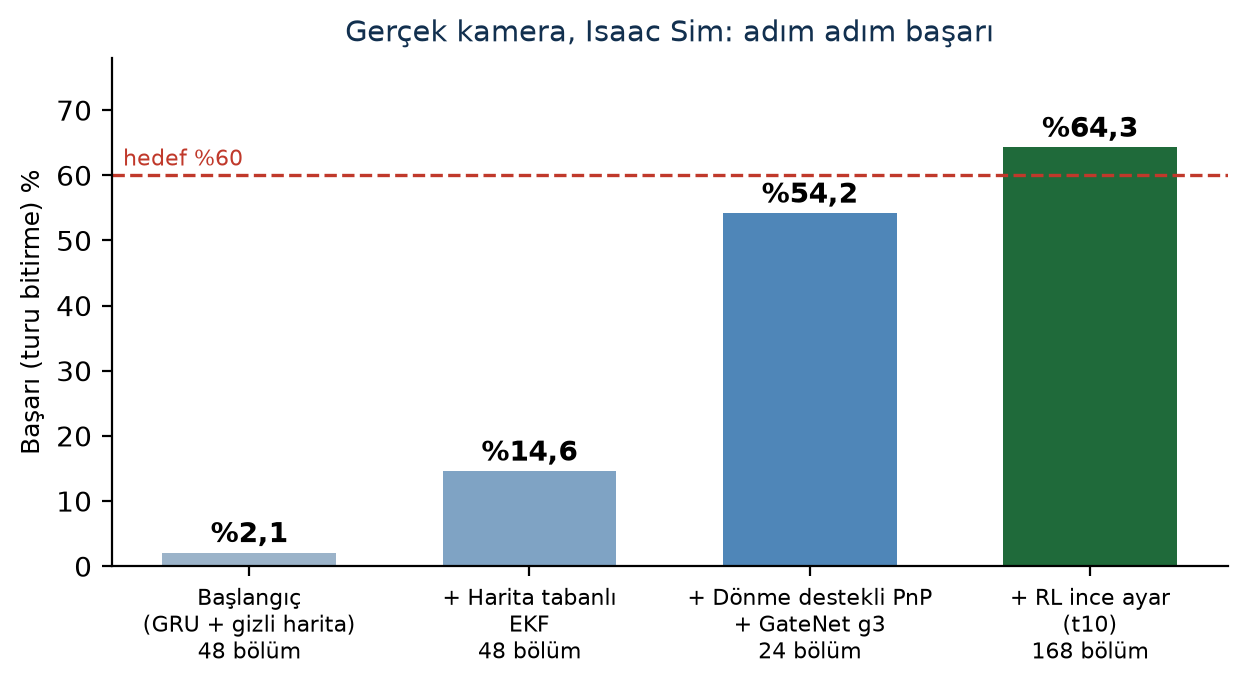 Gerçek kamera, Isaac Sim: adım adım başarı
Başarı (turu bitirme) %
70
60
50
40
30
20
10
0
hedef %60
%2,1
%14,6
%54,2
%64,3
Başlangıç
(GRU + gizli harita)
48 bölüm
+ Harita tabanlı
EKF
48 bölüm
+ Dönme destekli PnP
+ GateNet g3
24 bölüm
+ RL ince ayar
(t10)
168 bölüm